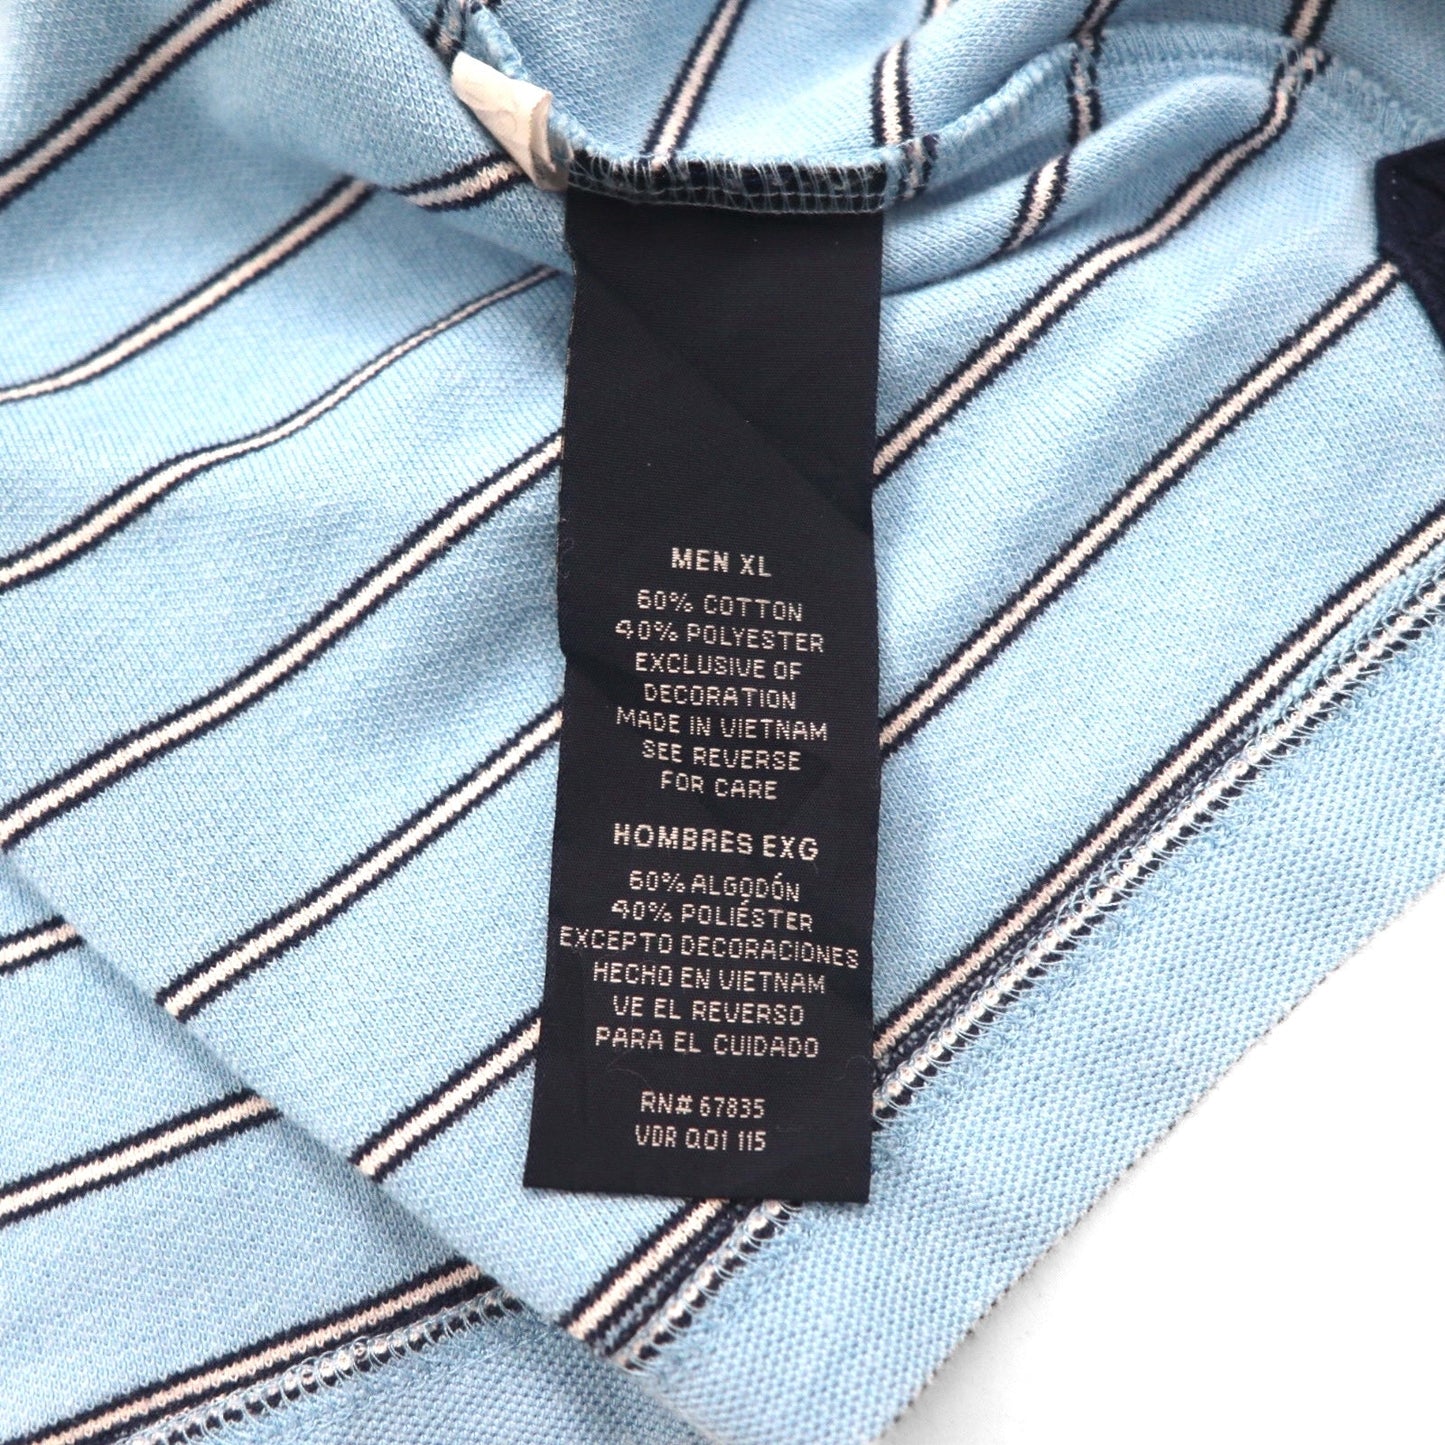 MEN XL
60% COTTON
40% POLYESTER
EXCLUSIVE OF
DECORATION
MADE IN VIETNAM
SEE REVERSE
FOR CARE
HOMBRES EXG
60% ALGODÓN
40% POLIÉSTER
EXCEPTO DECORACIONES
HECHO EN VIETNAM
VE EL REVERSO
PARA EL CUIDADO
RN# 67835
VDR Q01 115